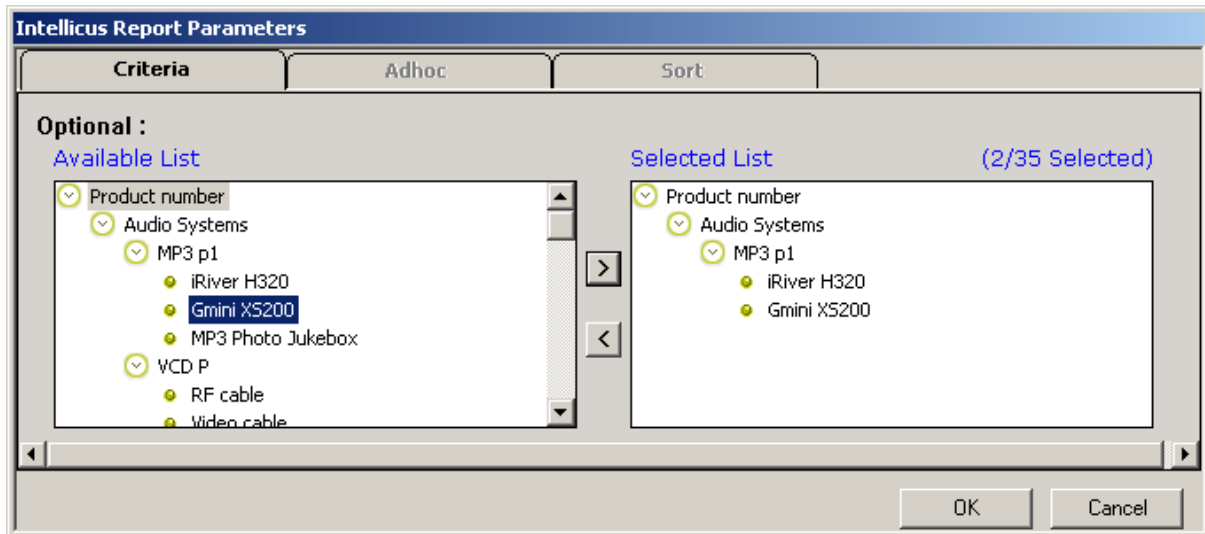 Intellicus Report Parameters
Criteria Adhoc Sort
Optional :
Available List
Product number
Audio Systems
MP3 p1
iRiver H320
Gmini XS200
MP3 Photo Jukebox
VCD P
RF cable
Video cable
>
<
Selected List (2/35 Selected)
Product number
Audio Systems
MP3 p1
iRiver H320
Gmini XS200
OK Cancel